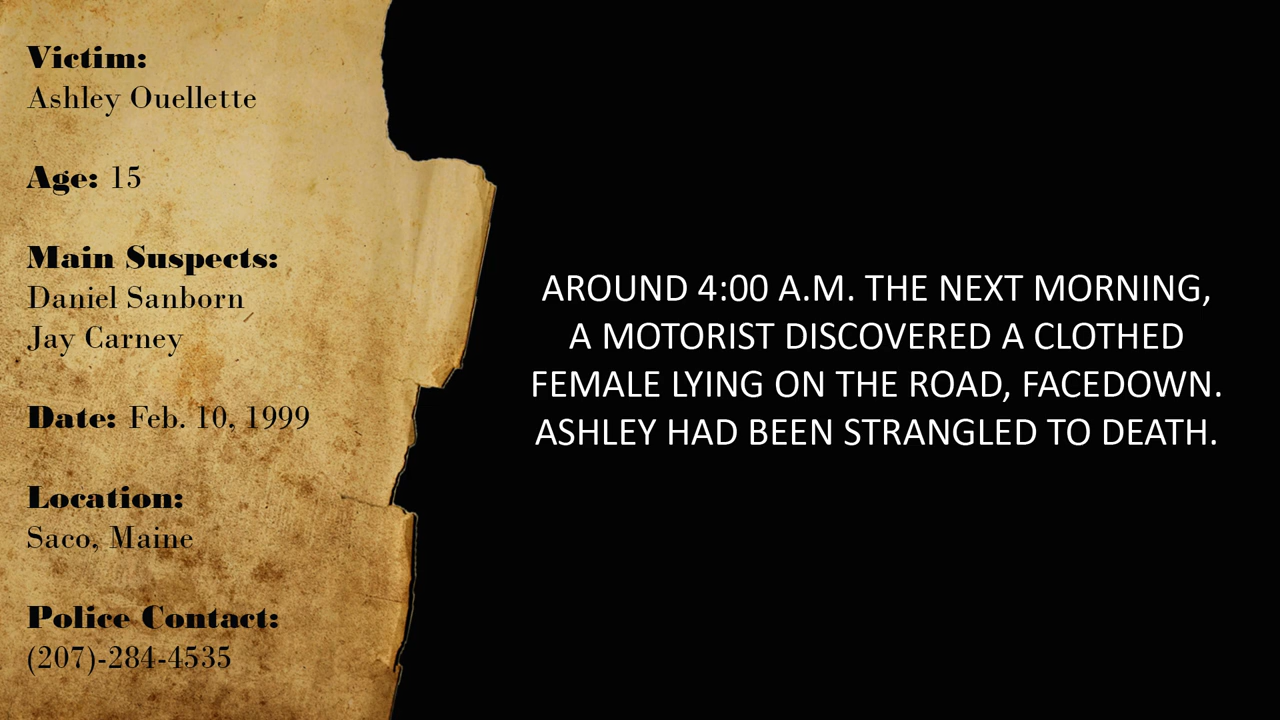 Victim:
Ashley Ouellette
Age: 15
Main Suspects:
Daniel Sanborn
Jay Carney
Date: Feb. 10, 1999
Location:
Saco, Maine
Police Contact:
(207)-284-4535
AROUND 4:00 A.M. THE NEXT MORNING,
A MOTORIST DISCOVERED A CLOTHED
FEMALE LYING ON THE ROAD, FACEDOWN.
ASHLEY HAD BEEN STRANGLED TO DEATH.